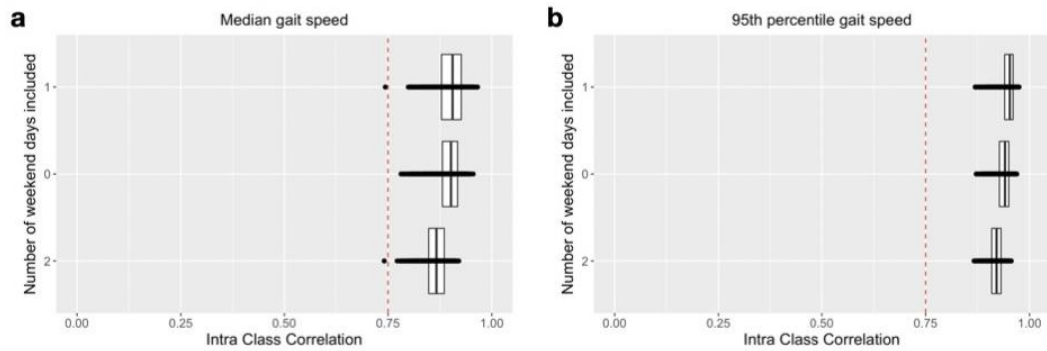 a
Median gait speed
Number of weekend days included
1
0
2
0.00 0.25 0.50 0.75 1.00
Intra Class Correlation
b
95th percentile gait speed
Number of weekend days included
1
0
2
0.00 0.25 0.50 0.75 1.00
Intra Class Correlation